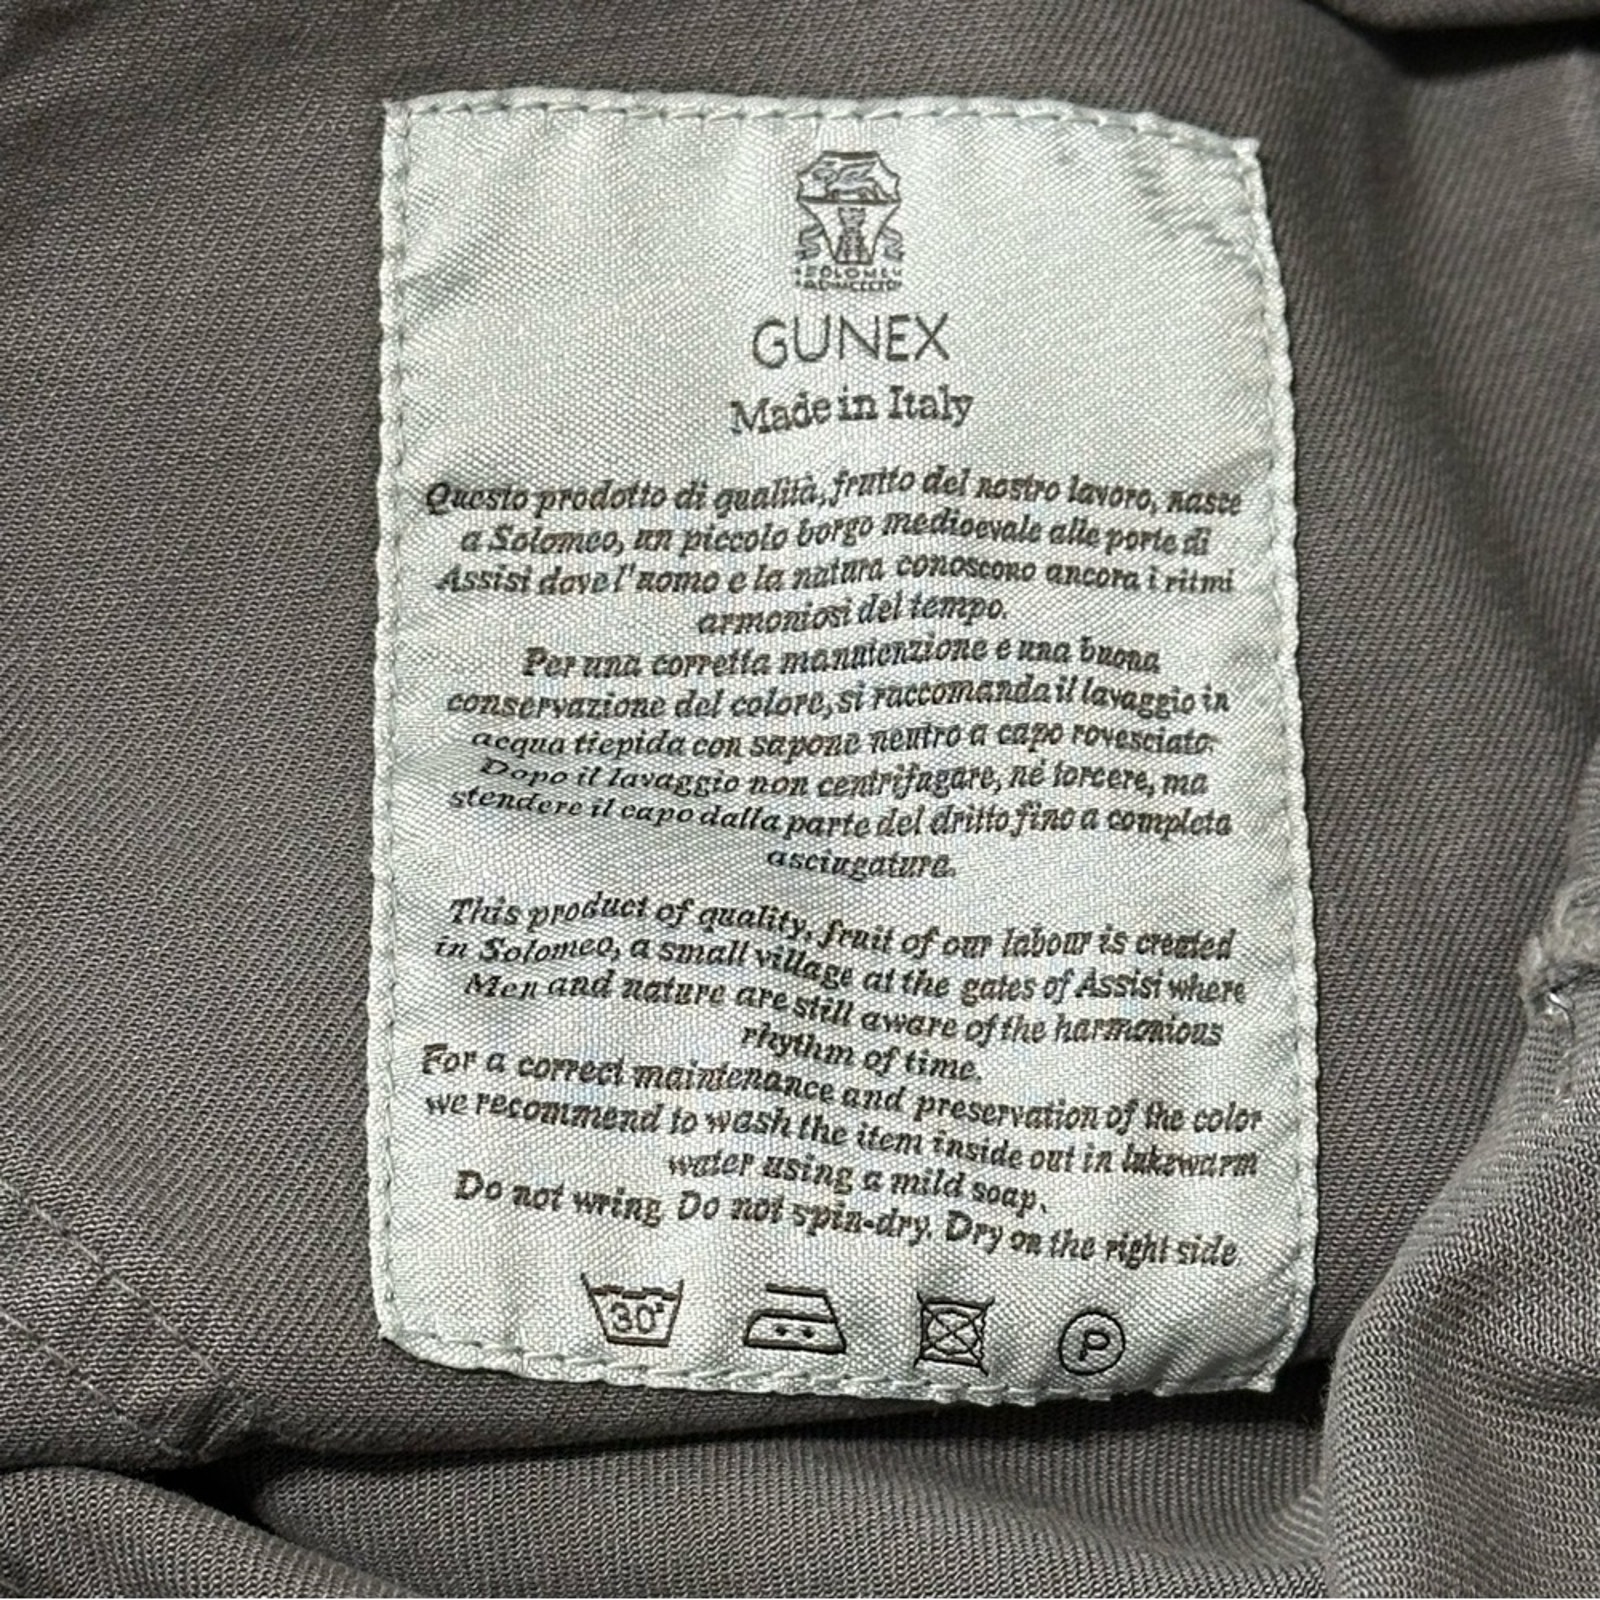 SOLOMEO
GUNEX
Made in Italy
Questo prodotto di qualità, frutto del nostro lavoro, nasce
a Solomeo, un piccolo borgo medioevale alle porte di
Assisi dove l'uomo e la natura conoscono ancora i ritmi
armoniosi del tempo.
Per una corretta manutenzione e una buona
conservazione del colore, si raccomanda il lavaggio in
acqua tiepida con sapone neutro a capo rovesciato.
Dopo il lavaggio non centrifugare, né torcere, ma
stendere il capo dalla parte del dritto fino a completa
asciugatura.
This product of quality, fruit of our labour is created
in Solomeo, a small village at the gates of Assisi where
Men and nature are still aware of the harmonious
rhythm of time.
For a correct maintenance and preservation of the color
we recommend to wash the item inside out in lukewarm
water using a mild soap.
Do not wring. Do not spin-dry. Dry on the right side.
30° P